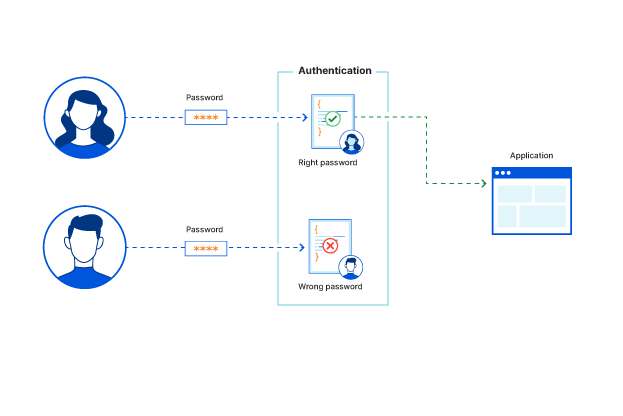 Authentication
Password
****
Right password
Application
Password
****
Wrong password